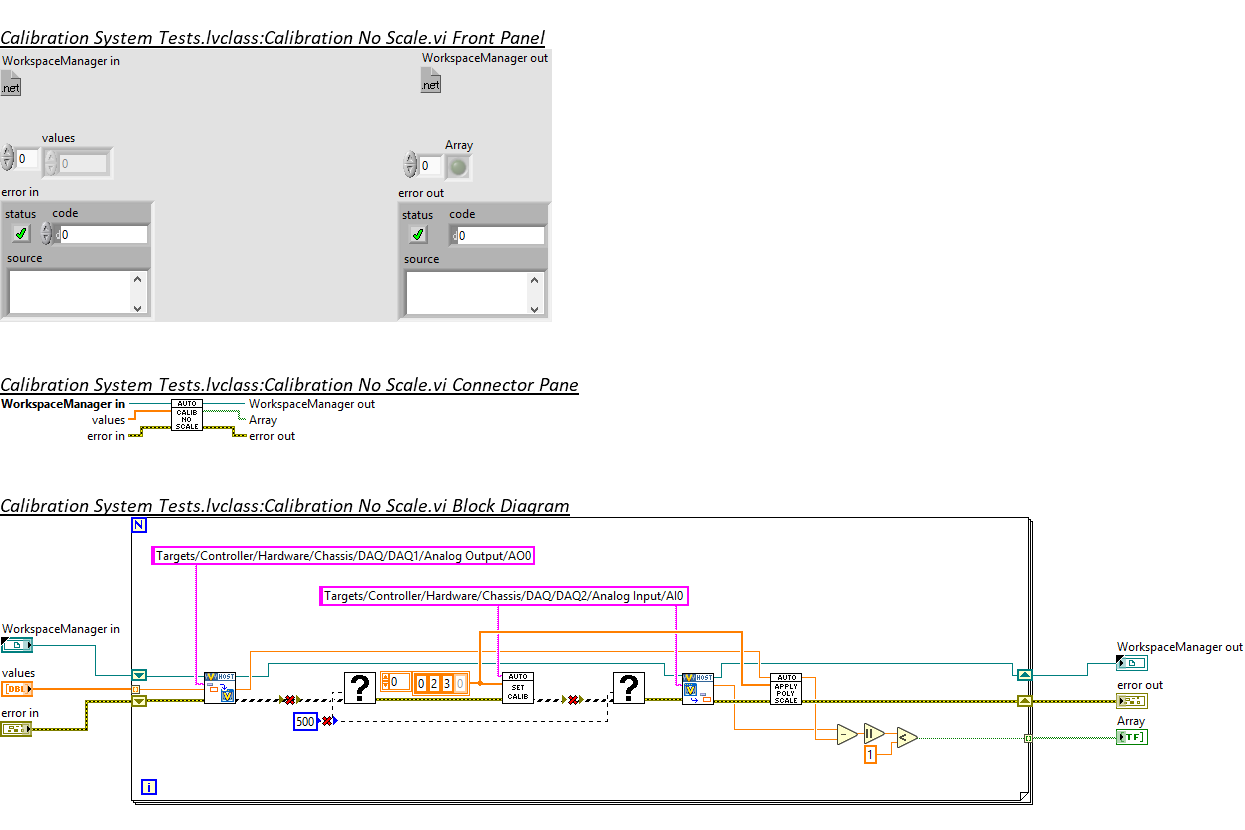 Calibration System Tests.lvclass:Calibration No Scale.vi Front Panel
WorkspaceManager in
WorkspaceManager out
.net
.net
values
0
0
Array
0
error in
error out
status
code
0
status
code
0
source
source
Calibration System Tests.lvclass:Calibration No Scale.vi Connector Pane
WorkspaceManager in
values
error in
AUTO
CALIB
NO
SCALE
WorkspaceManager out
Array
error out
Calibration System Tests.lvclass:Calibration No Scale.vi Block Diagram
N
Targets/Controller/Hardware/Chassis/DAQ/DAQ1/Analog Output/AO0
Targets/Controller/Hardware/Chassis/DAQ/DAQ2/Analog Input/AI0
WorkspaceManager in
values
DBL
error in
HOST
?
0
0 2 3 0
AUTO
SET
CALIB
?
HOST
AUTO
APPLY
POLY
SCALE
500
1
WorkspaceManager out
error out
Array
TF
i